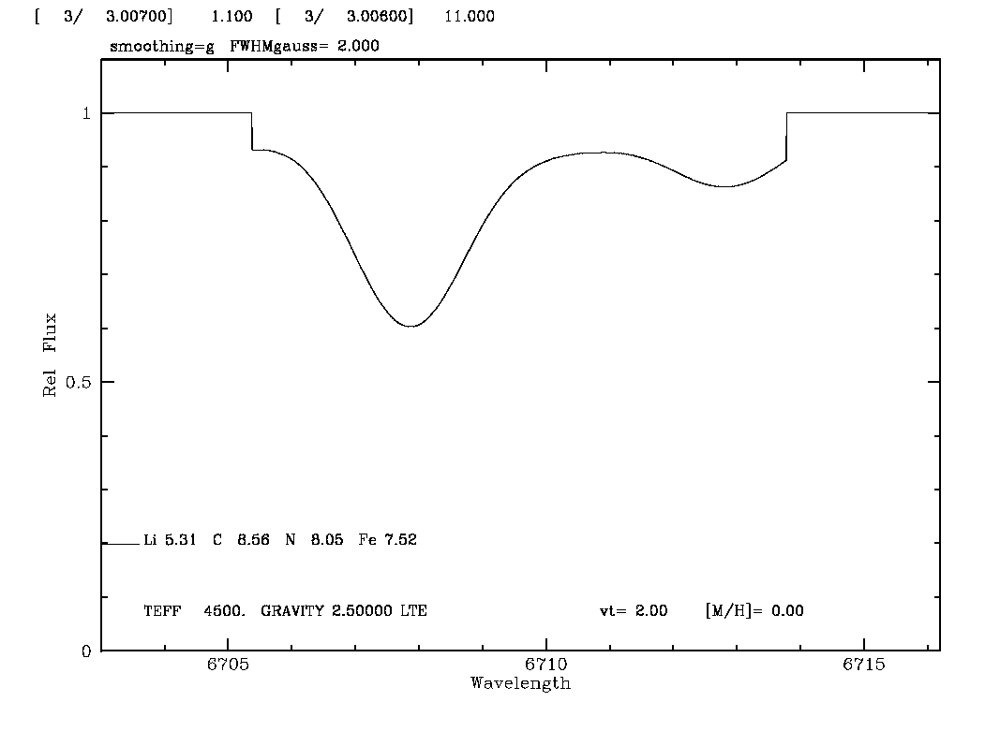 [ 3/ 3.00700] 1.100 [ 3/ 3.00600] 11.000
smoothing=g FWHMgauss= 2.000
1
0.5
0
Rel Flux
Li 5.31 C 8.56 N 8.05 Fe 7.52
TEFF 4500. GRAVITY 2.50000 LTE vt= 2.00 [M/H]= 0.00
6705 6710 6715
Wavelength